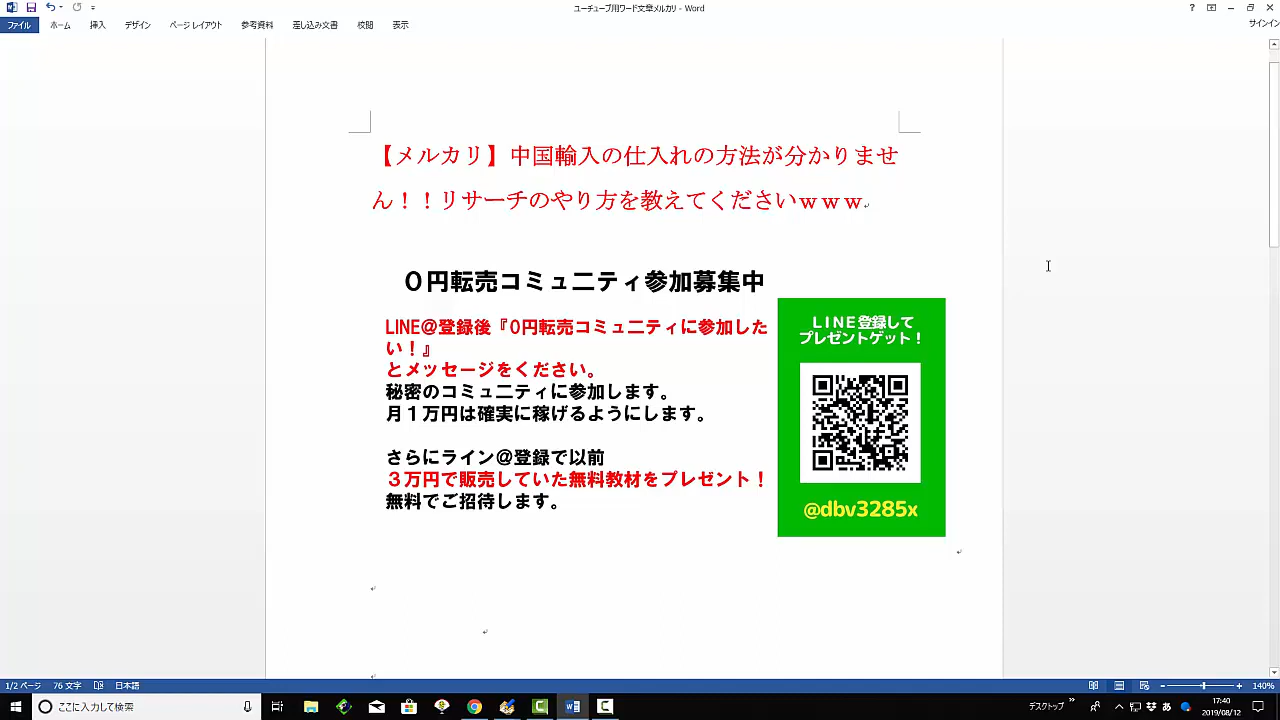 ユーチューブ用ワード文章メルカリ - Word
サインイン
ファイル ホーム 挿入 デザイン ページ レイアウト 参考資料 差し込み文書 校閲 表示
【メルカリ】中国輸入の仕入れの方法が分かりませ
ん！！リサーチのやり方を教えてくださいｗｗｗ
０円転売コミュニティ参加募集中
LINE@登録後『0円転売コミュニティに参加した
い！』
とメッセージをください。
秘密のコミュニティに参加します。
月１万円は確実に稼げるようにします。
さらにライン@登録で以前
３万円で販売していた無料教材をプレゼント！
無料でご招待します。
ＬＩＮＥ登録して
プレゼントゲット！
@dbv3285x
1/2 ページ 76 文字 日本語 140%
ここに入力して検索
デスクトップ
17:40
2019/08/12